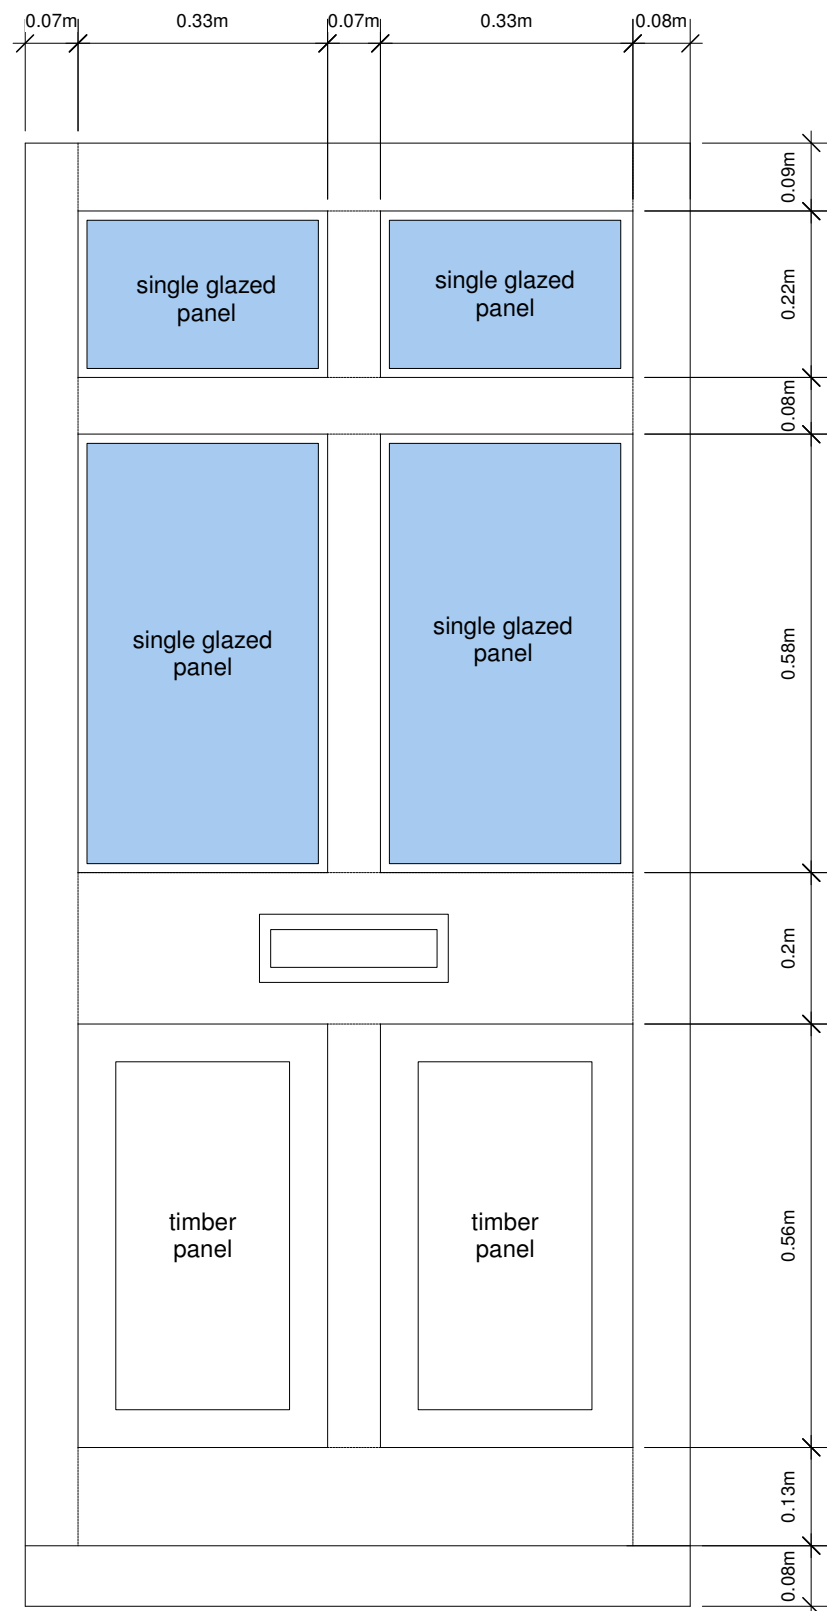 0.07m 0.33m 0.07m 0.33m 0.08m
0.09m
0.22m
single glazed
panel
single glazed
panel
0.08m
0.58m
single glazed
panel
single glazed
panel
0.2m
0.56m
timber
panel
timber
panel
0.13m
0.08m